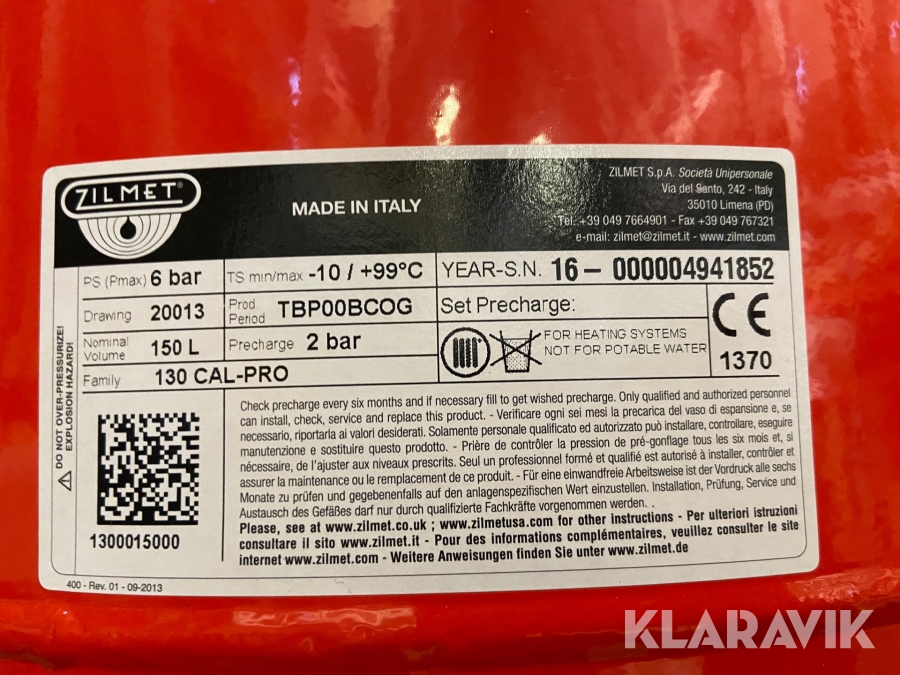 ZILMET®
MADE IN ITALY
ZILMET S.p.A. Società Unipersonale
Via del Santo, 242 - Italy
35010 Limena (PD)
Tel. +39 049 7664901 - Fax +39 049 767321
e-mail: zilmet@zilmet.it - www.zilmet.com
PS (Pmax) 6 bar
TS min/max -10 / +99°C
YEAR-S.N. 16- 000004941852
Drawing 20013
Prod Period TBP00BCOG
Set Precharge:
CE
1370
Nominal Volume 150 L
Precharge 2 bar
FOR HEATING SYSTEMS
NOT FOR POTABLE WATER
Family 130 CAL-PRO
DO NOT OVER-PRESSURIZE!
EXPLOSION HAZARD!
1300015000
Check precharge every six months and if necessary fill to get wished precharge. Only qualified and authorized personnel
can install, check, service and replace this product. - Verificare ogni sei mesi la precarica del vaso di espansione e, se
necessario, riportarla ai valori desiderati. Solamente personale qualificato ed autorizzato può installare, controllare, eseguire
manutenzione e sostituire questo prodotto. - Prière de contrôler la pression de pré-gonflage tous les six mois et, si
nécessaire, de l'ajuster aux niveaux prescrits. Seul un professionnel formé et qualifié est autorisé à installer, contrôler et
assurer la maintenance ou le remplacement de ce produit. - Für eine einwandfreie Arbeitsweise ist der Vordruck alle sechs
Monate zu prüfen und gegebenenfalls auf den anlagenspezifischen Wert einzustellen. Installation, Prüfung, Service und
Austausch des Gefäßes darf nur durch qualifizierte Fachkräfte vorgenommen werden. .
Please, see at www.zilmet.co.uk ; www.zilmetusa.com for other instructions - Per ulteriori istruzioni
consultare il sito www.zilmet.it - Pour des informations complémentaires, veuillez consulter le site
internet www.zilmet.com - Weitere Anweisungen finden Sie unter www.zilmet.de
400 - Rev. 01 - 09-2013
KLARAVIK